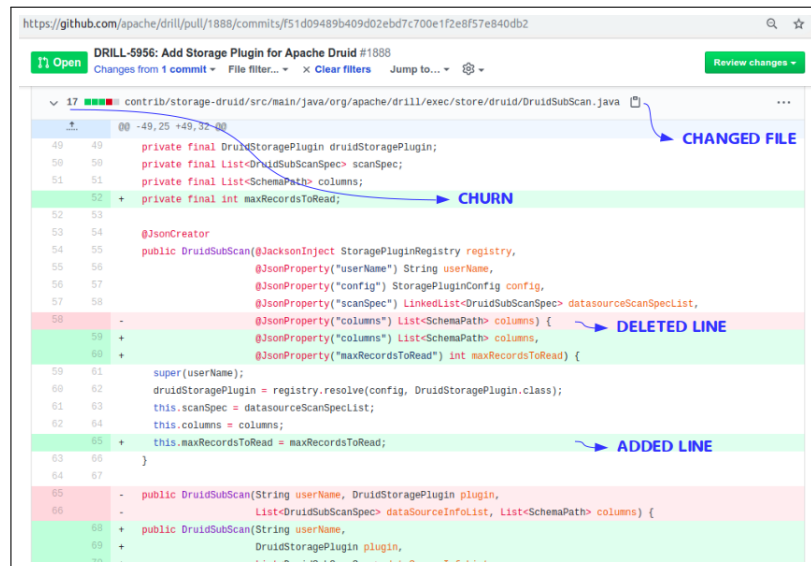 https://github.com/apache/drill/pull/1888/commits/f51d09489b409d02ebd7c700e1f2e8f57e840db2
Open
DRILL-5956: Add Storage Plugin for Apache Druid #1888
Changes from 1 commit File filter... × Clear filters Jump to...
Review changes
17 contrib/storage-druid/src/main/java/org/apache/drill/exec/store/druid/DruidSubScan.java ...
@@ -49,25 +49,32 @@
CHANGED FILE
49 49 private final DruidStoragePlugin druidStoragePlugin;
50 50 private final List<DruidSubScanSpec> scanSpec;
51 51 private final List<SchemaPath> columns;
52 + private final int maxRecordsToRead;
CHURN
52 53
53 54 @JsonCreator
54 55 public DruidSubScan(@JacksonInject StoragePluginRegistry registry,
55 56 @JsonProperty("userName") String userName,
56 57 @JsonProperty("config") StoragePluginConfig config,
57 58 @JsonProperty("scanSpec") LinkedList<DruidSubScanSpec> datasourceScanSpecList,
58 - @JsonProperty("columns") List<SchemaPath> columns) {
DELETED LINE
59 + @JsonProperty("columns") List<SchemaPath> columns,
60 + @JsonProperty("maxRecordsToRead") int maxRecordsToRead) {
59 61 super(userName);
60 62 druidStoragePlugin = registry.resolve(config, DruidStoragePlugin.class);
61 63 this.scanSpec = datasourceScanSpecList;
62 64 this.columns = columns;
65 + this.maxRecordsToRead = maxRecordsToRead;
ADDED LINE
63 66 }
64 67
65 - public DruidSubScan(String userName, DruidStoragePlugin plugin,
66 - List<DruidSubScanSpec> dataSourceInfoList, List<SchemaPath> columns) {
68 + public DruidSubScan(String userName,
69 + DruidStoragePlugin plugin,